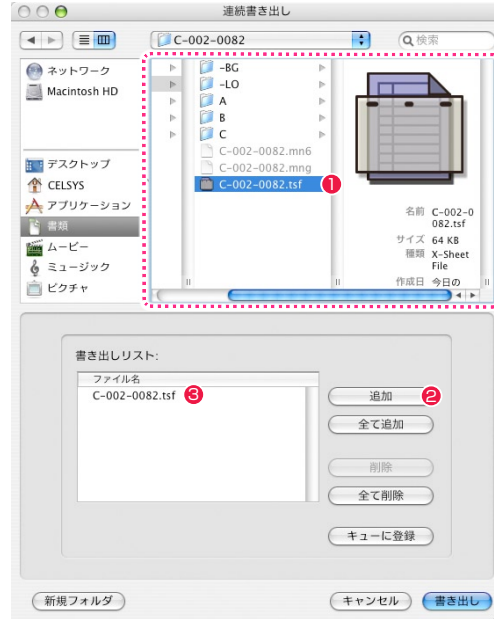 連続書き出し
C-002-0082
検索
ネットワーク
Macintosh HD
デスクトップ
CELSYS
アプリケーション
書類
ムービー
ミュージック
ピクチャ
-BG
-LO
A
B
C
C-002-0082.mn6
C-002-0082.mng
C-002-0082.tsf
1
名前 C-002-0
082.tsf
サイズ 64 KB
種類 X-Sheet
File
作成日 今日の
書き出しリスト:
ファイル名
C-002-0082.tsf 3
追加 2
全て追加
削除
全て削除
キューに登録
新規フォルダ
キャンセル
書き出し